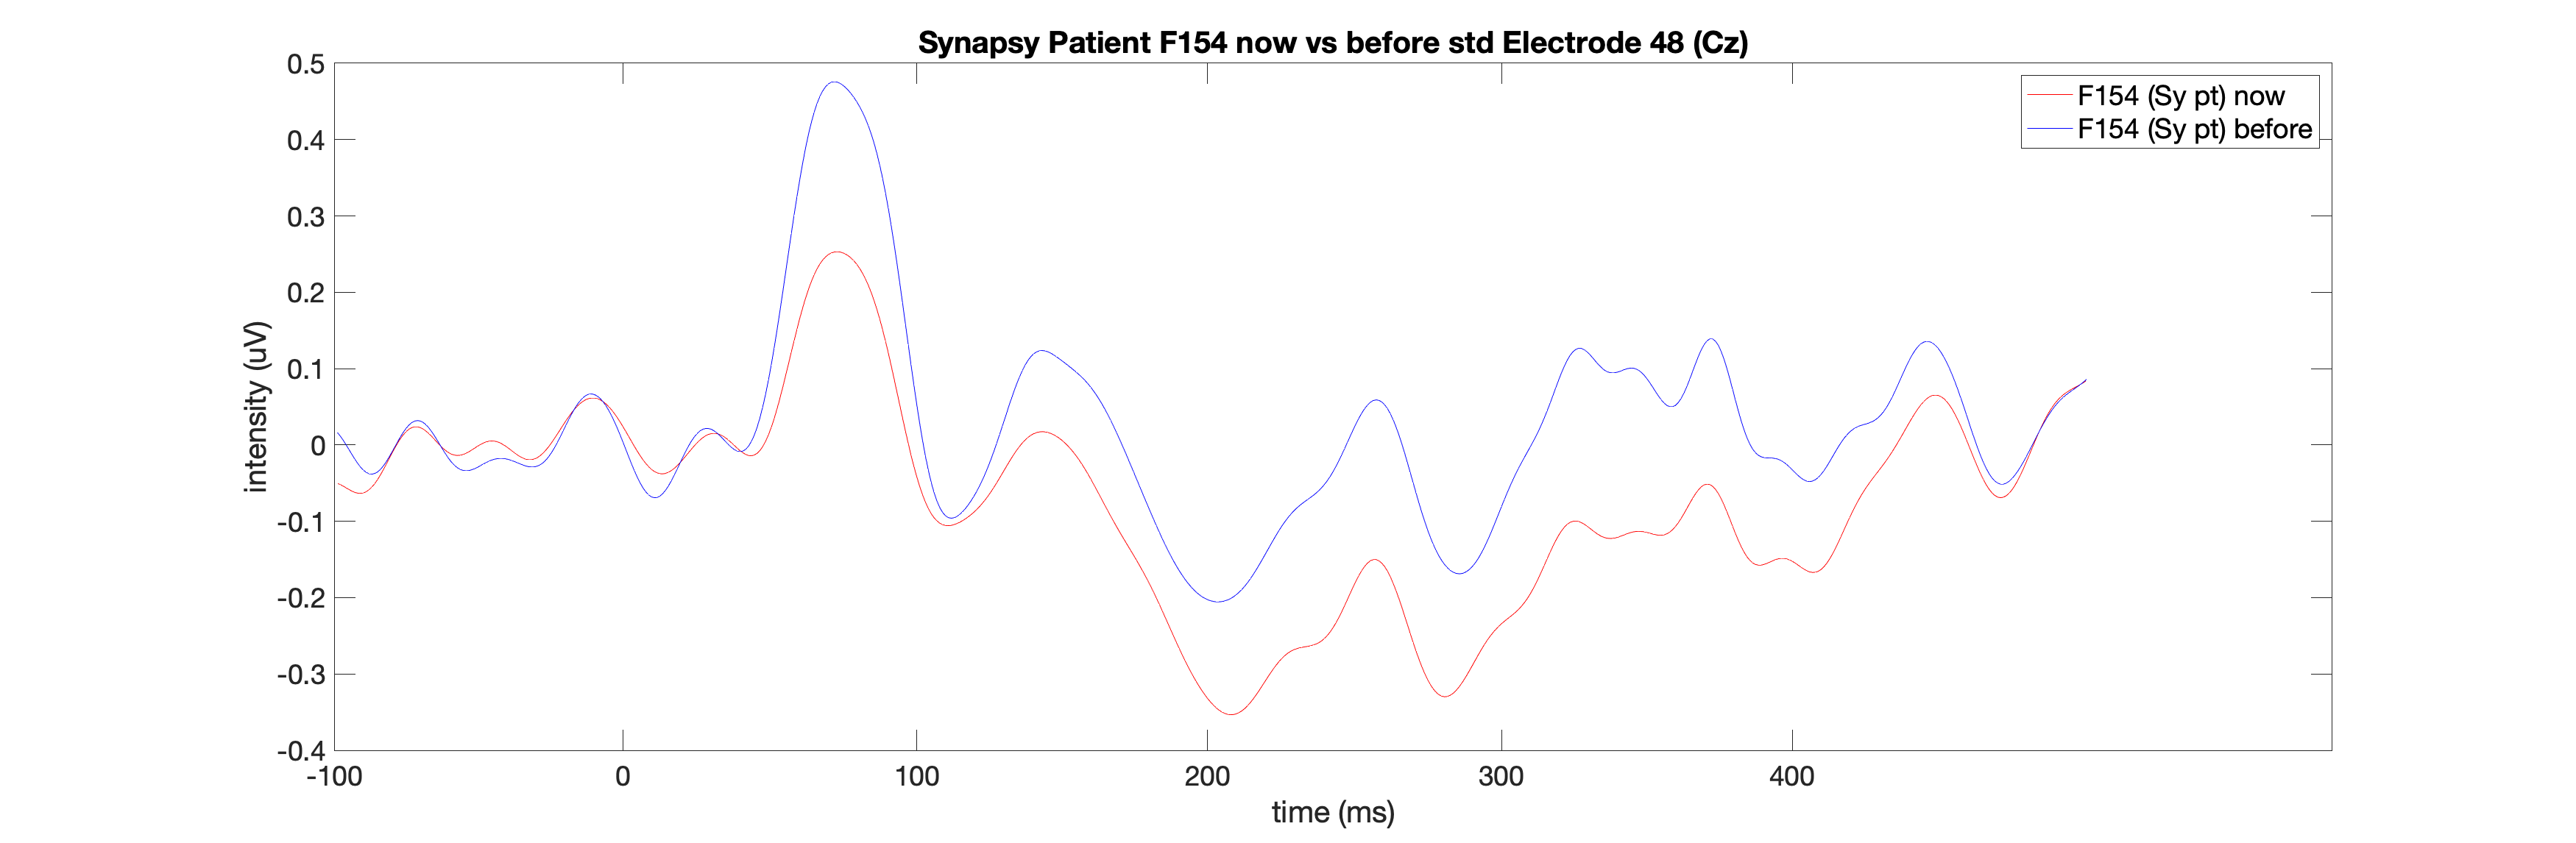 Synapsy Patient F154 now vs before std Electrode 48 (Cz)
0.5
0.4
0.3
0.2
0.1
0
-0.1
-0.2
-0.3
-0.4
intensity (uV)
F154 (Sy pt) now
F154 (Sy pt) before
-100 0 100 200 300 400
time (ms)